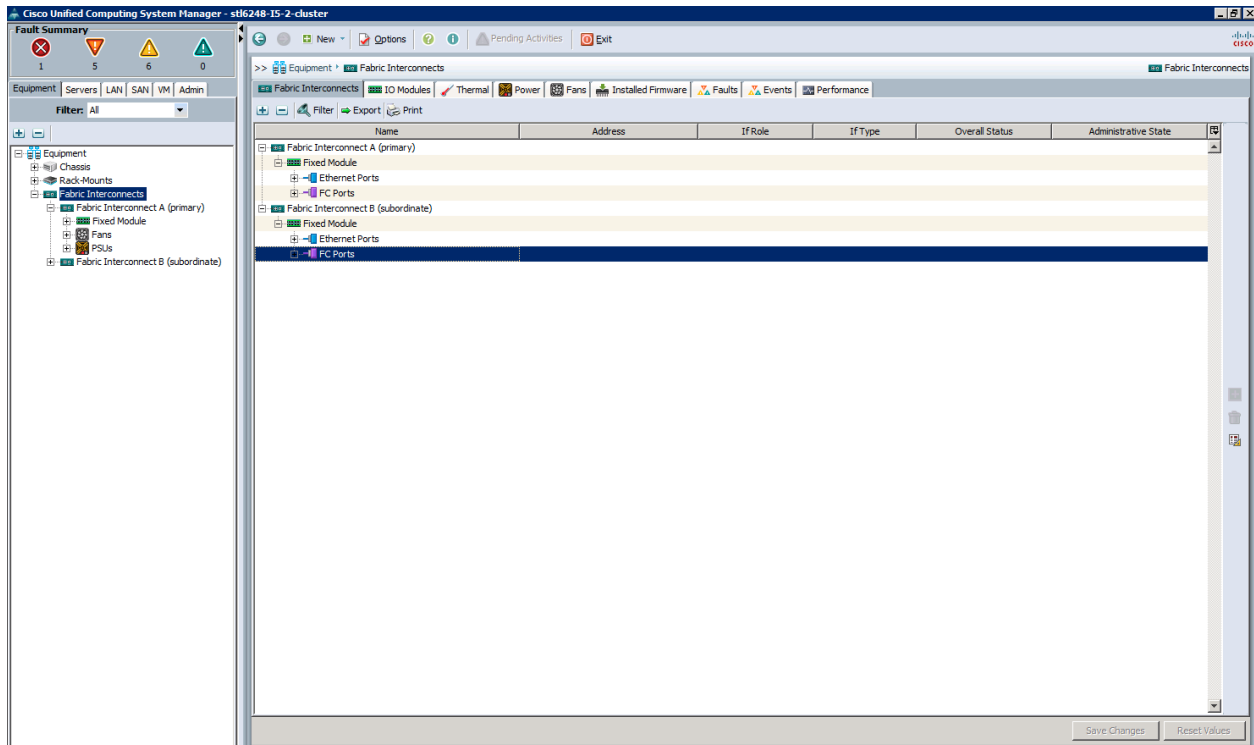 Cisco Unified Computing System Manager - stl6248-I5-2-cluster
Fault Summary
1 5 6 0
New Options Pending Activities Exit
cisco
>> Equipment Fabric Interconnects Fabric Interconnects
Equipment Servers LAN SAN VM Admin
Filter: All
Equipment
Chassis
Rack-Mounts
Fabric Interconnects
Fabric Interconnect A (primary)
Fixed Module
Fans
PSUs
Fabric Interconnect B (subordinate)
Fabric Interconnects IO Modules Thermal Power Fans Installed Firmware Faults Events Performance
Filter Export Print
Name Address If Role If Type Overall Status Administrative State
Fabric Interconnect A (primary)
Fixed Module
Ethernet Ports
FC Ports
Fabric Interconnect B (subordinate)
Fixed Module
Ethernet Ports
FC Ports
Save Changes Reset Values